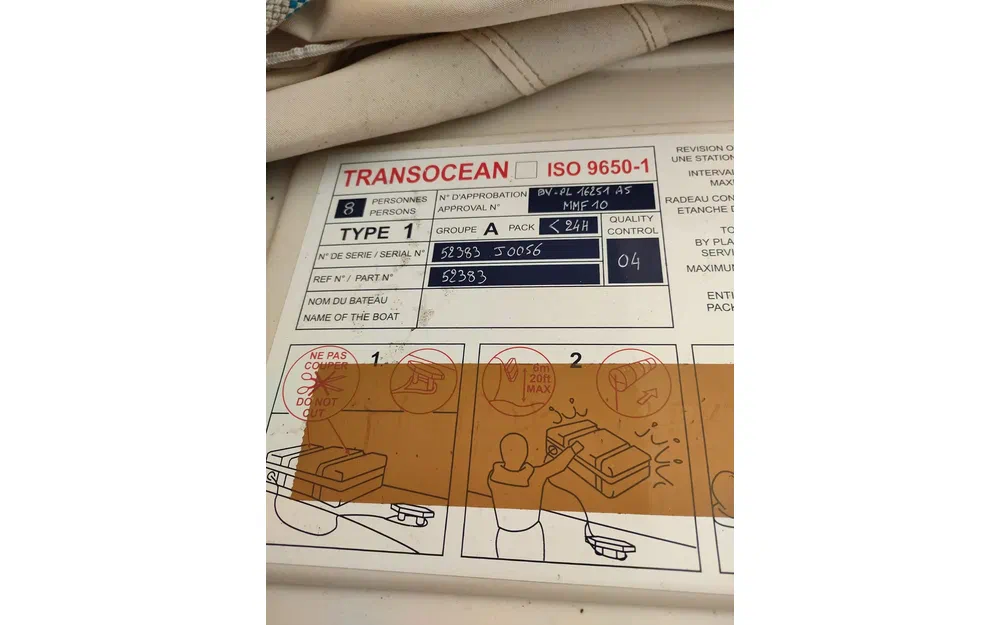 TRANSOCEAN ISO 9650-1
8 PERSONNES
PERSONS
N° D'APPROBATION
APPROVAL N°
BV-PL 16251 A5
MMF 10
TYPE 1
GROUPE A PACK < 24H
QUALITY
CONTROL
04
N° DE SERIE / SERIAL N° 52383 J0056
REF N° / PART N° 52383
NOM DU BATEAU
NAME OF THE BOAT
REVISION O
UNE STATION
INTERVAL
MAXI
RADEAU CON
ETANCHE D
TO
BY PLA
SERVI
MAXIMUM
ENTI
PACK
1
NE PAS
COUPER
DO NOT
CUT
2
6m
20ft
MAX